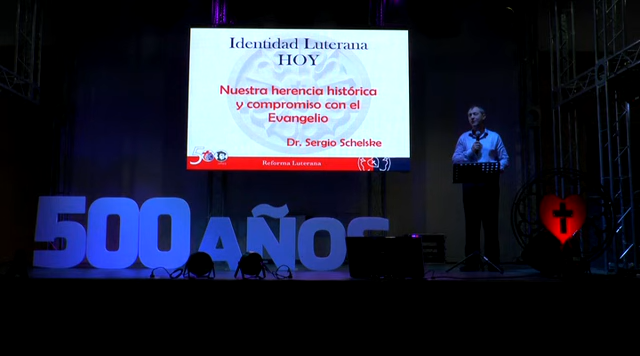 Identidad Luterana
HOY
Nuestra herencia histórica
y compromiso con el
Evangelio
Dr. Sergio Schelske
Reforma Luterana
500 AÑOS